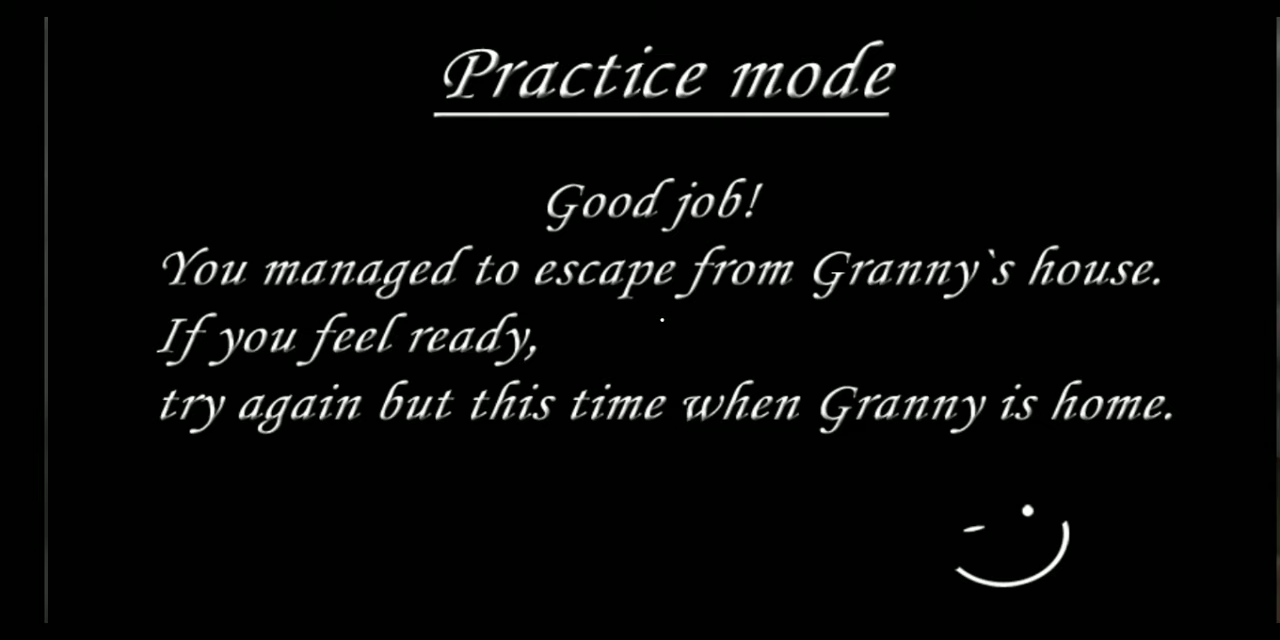 Practice mode
Good job!
You managed to escape from Granny`s house.
If you feel ready,
try again but this time when Granny is home.